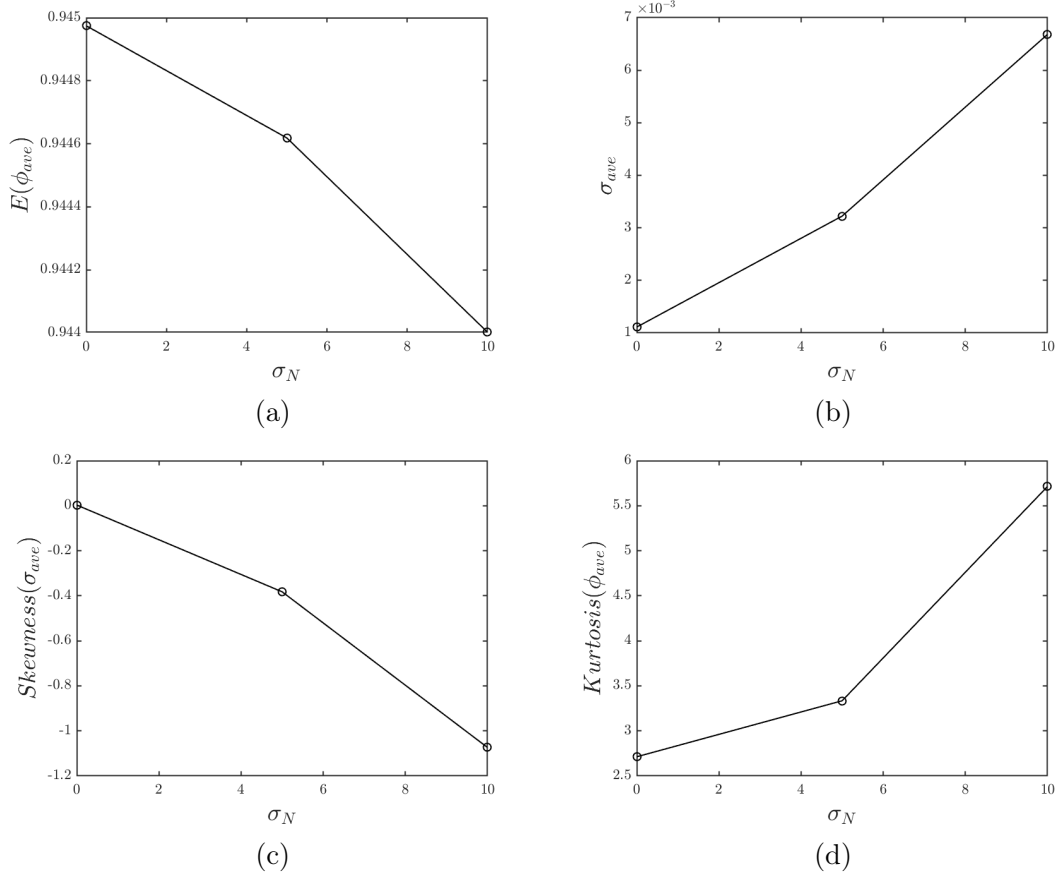 0.945
0.9448
0.9446
0.9444
0.9442
0.944
E(ϕ_ave)
0 2 4 6 8 10
σ_N
(a)
7 ×10⁻³
6
5
4
3
2
1
σ_ave
0 2 4 6 8 10
σ_N
(b)
0.2
0
-0.2
-0.4
-0.6
-0.8
-1
-1.2
Skewness(σ_ave)
0 2 4 6 8 10
σ_N
(c)
6
5.5
5
4.5
4
3.5
3
2.5
Kurtosis(ϕ_ave)
0 2 4 6 8 10
σ_N
(d)